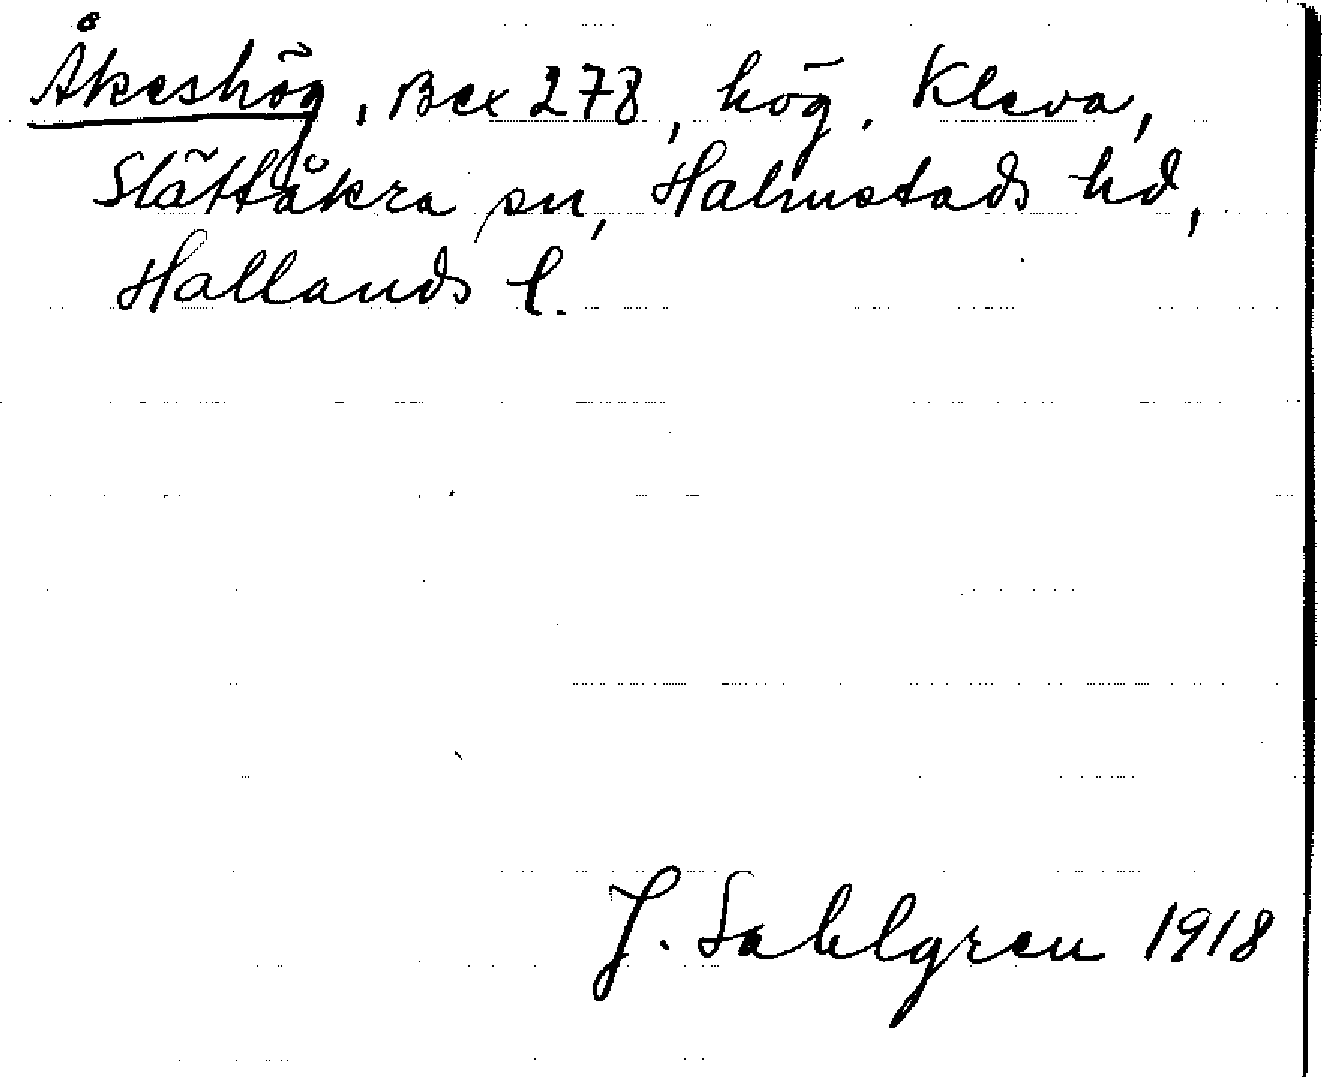 Åkeshög, Bex 278, hög. Kleva,
Slättåkra sn, Halmstads hd,
Hallands l.
J. Sahlgren 1918